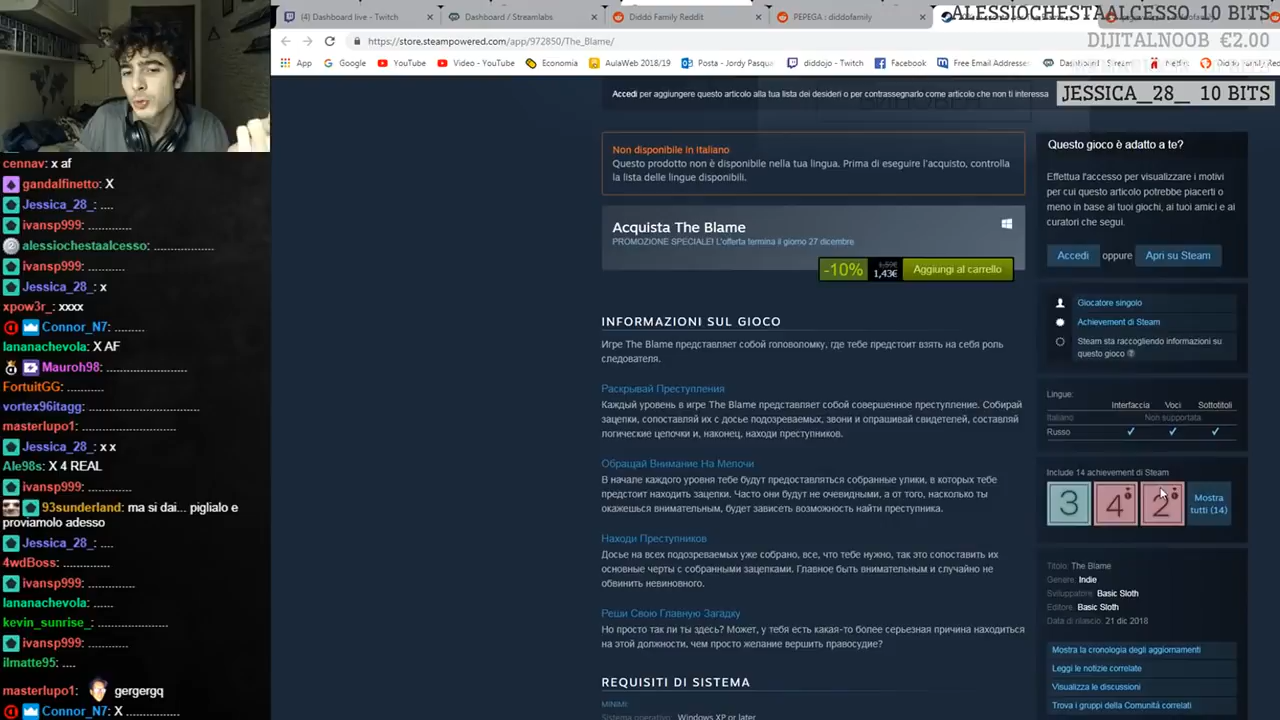 (4) Dashboard live - Twitch
Dashboard / Streamlabs
Diddo Family Reddit
PEPEGA : diddofamily
ALESSIOCHESTAALCESSO 10 BITS
DIJITALNOOB €2.00
JESSICA_28_ 10 BITS
https://store.steampowered.com/app/972850/The_Blame/
App
Google
YouTube
Video - YouTube
Economia
AulaWeb 2018/19
Posta - Jordy Pasqua
diddojo - Twitch
Facebook
Free Email Addresses
Dashboard
Netflix
Diddo Family Reddit
cennav: x af
gandalfinetto: X
Jessica_28_: ....
ivansp999: ............
alessiochestaalcesso: .................
ivansp999: ............
Jessica_28_: x
xpow3r_: xxxx
Connor_N7: .........
lananachevola: X AF
Mauroh98: .......................
FortuitGG: ...........
vortex96itagg: ................................
masterlupo1: ...........................
Jessica_28_: x x
Ale98s: X 4 REAL
ivansp999: ............
93sunderland: ma si dai... piglialo e
proviamolo adesso
Jessica_28_: ....
4wdBoss: .............
ivansp999: ............
lananachevola: ......
kevin_sunrise_: ....................
ivansp999: ............
ilmatte95: ....
masterlupo1: gergergq
Connor_N7: X ...............
Accedi per aggiungere questo articolo alla tua lista dei desideri o per contrassegnarlo come articolo che non ti interessa
Non disponibile in Italiano
Questo prodotto non è disponibile nella tua lingua. Prima di eseguire l'acquisto, controlla
la lista delle lingue disponibili.
Acquista The Blame
PROMOZIONE SPECIALE! L'offerta termina il giorno 27 dicembre
-10%
1,59€
1,43€
Aggiungi al carrello
INFORMAZIONI SUL GIOCO
Игре The Blame представляет собой головоломку, где тебе предстоит взять на себя роль
следователя.
Раскрывай Преступления
Каждый уровень в игре The Blame представляет собой совершенное преступление. Собирай
зацепки, сопоставляй их с досье подозреваемых, звони и опрашивай свидетелей, составляй
логические цепочки и, наконец, находи преступников.
Обращай Внимание На Мелочи
В начале каждого уровня тебе будут предоставляться собранные улики, в которых тебе
предстоит находить зацепки. Часто они будут не очевидными, а от того, насколько ты
окажешься внимательным, будет зависеть возможность найти преступника.
Находи Преступников
Досье на всех подозреваемых уже собрано, все, что тебе нужно, так это сопоставить их
основные черты с собранными зацепками. Главное быть внимательным и случайно не
обвинить невиновного.
Реши Свою Главную Загадку
Но просто так ли ты здесь? Может, у тебя есть какая-то более серьезная причина находиться
на этой должности, чем просто желание вершить правосудие?
REQUISITI DI SISTEMA
MINIMI:
Sistema operativo: Windows XP or later
Questo gioco è adatto a te?
Effettua l'accesso per visualizzare i motivi
per cui questo articolo potrebbe piacerti o
meno in base ai tuoi giochi, ai tuoi amici e ai
curatori che segui.
Accedi
oppure
Apri su Steam
Giocatore singolo
Achievement di Steam
Steam sta raccogliendo informazioni su
questo gioco
Lingue:
Interfaccia Voci Sottotitoli
Italiano Non supportata
Russo ✓ ✓ ✓
Include 14 achievement di Steam
3
4
2
Mostra
tutti (14)
Titolo: The Blame
Genere: Indie
Sviluppatore: Basic Sloth
Editore: Basic Sloth
Data di rilascio: 21 dic 2018
Mostra la cronologia degli aggiornamenti
Leggi le notizie correlate
Visualizza le discussioni
Trova i gruppi della Comunità correlati